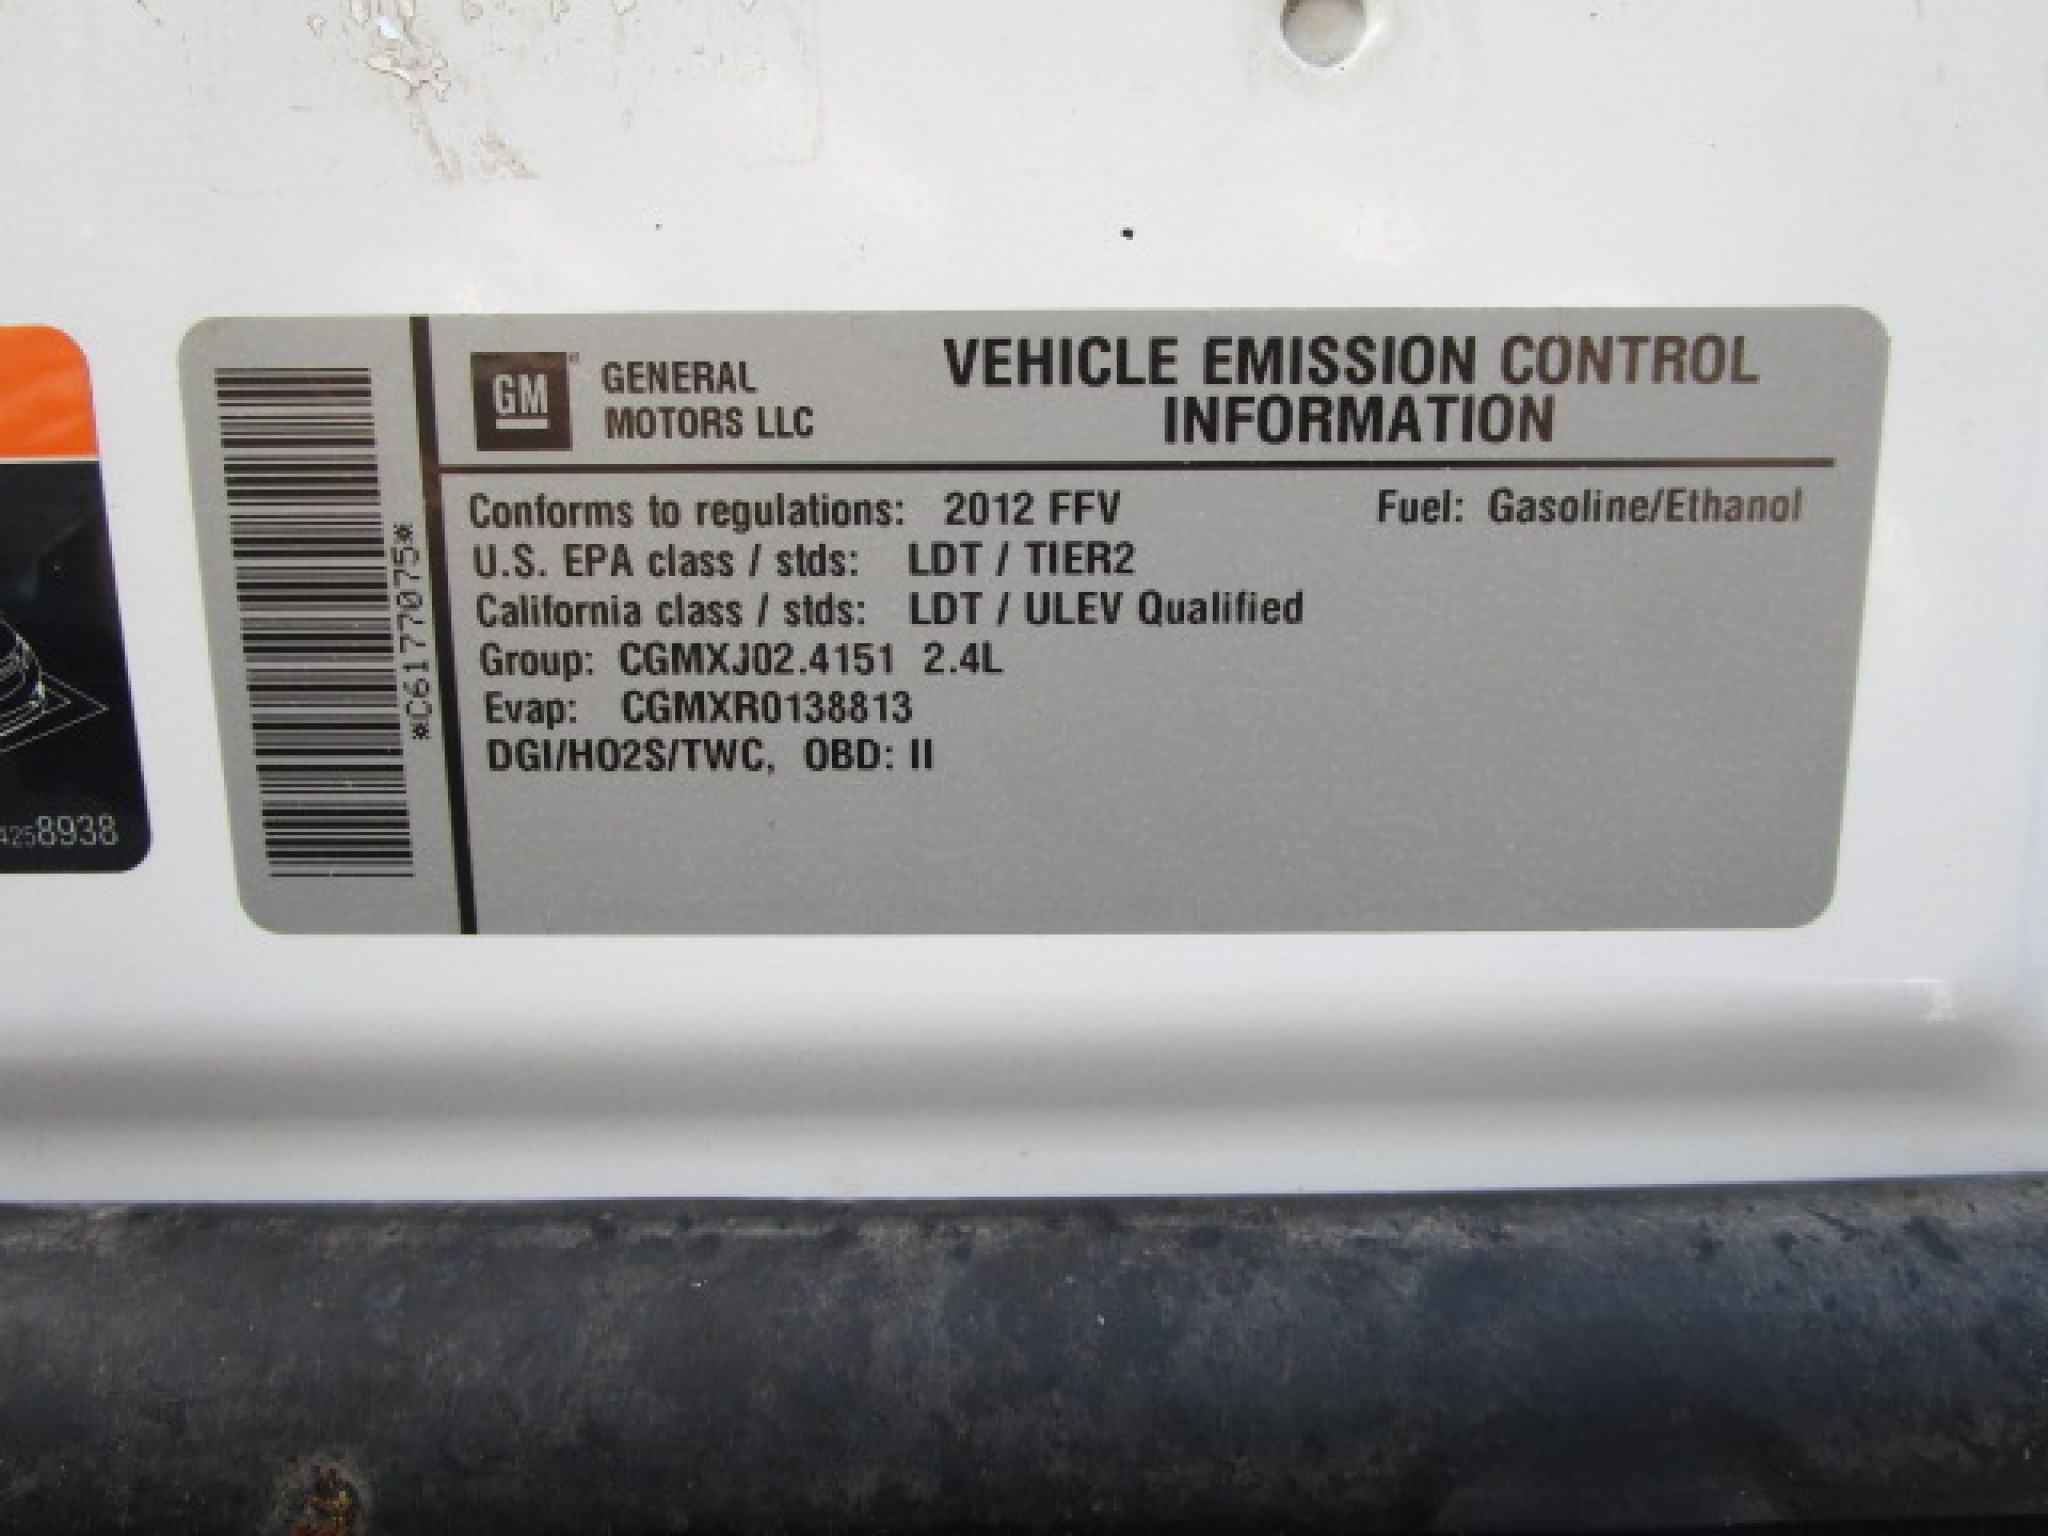 GM
GENERAL
MOTORS LLC
VEHICLE EMISSION CONTROL
INFORMATION
Conforms to regulations: 2012 FFV Fuel: Gasoline/Ethanol
U.S. EPA class / stds: LDT / TIER2
California class / stds: LDT / ULEV Qualified
Group: CGMXJ02.4151 2.4L
Evap: CGMXR0138813
DGI/HO2S/TWC, OBD: II
*C6177075*
4258938